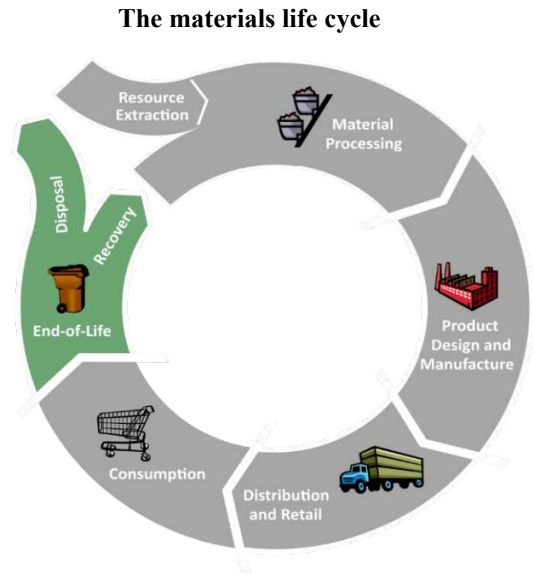 The materials life cycle
Resource
Extraction
Material
Processing
Product
Design and
Manufacture
Distribution
and Retail
Consumption
End-of-Life
Disposal
Recovery